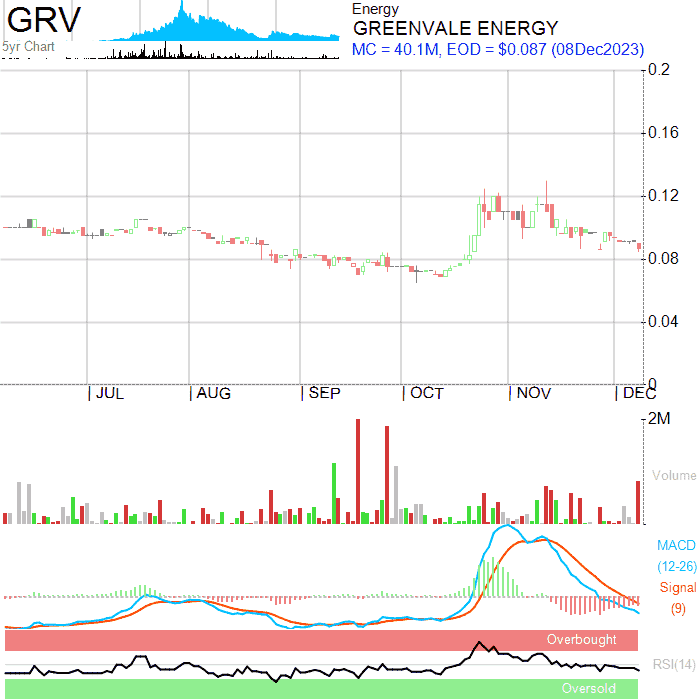 GRV
5yr Chart
Energy
GREENVALE ENERGY
MC = 40.1M, EOD = $0.087 (08Dec2023)
0.2
0.16
0.12
0.08
0.04
0
JUL AUG SEP OCT NOV DEC
2M
Volume
MACD
(12-26)
Signal
(9)
Overbought
RSI(14)
Oversold